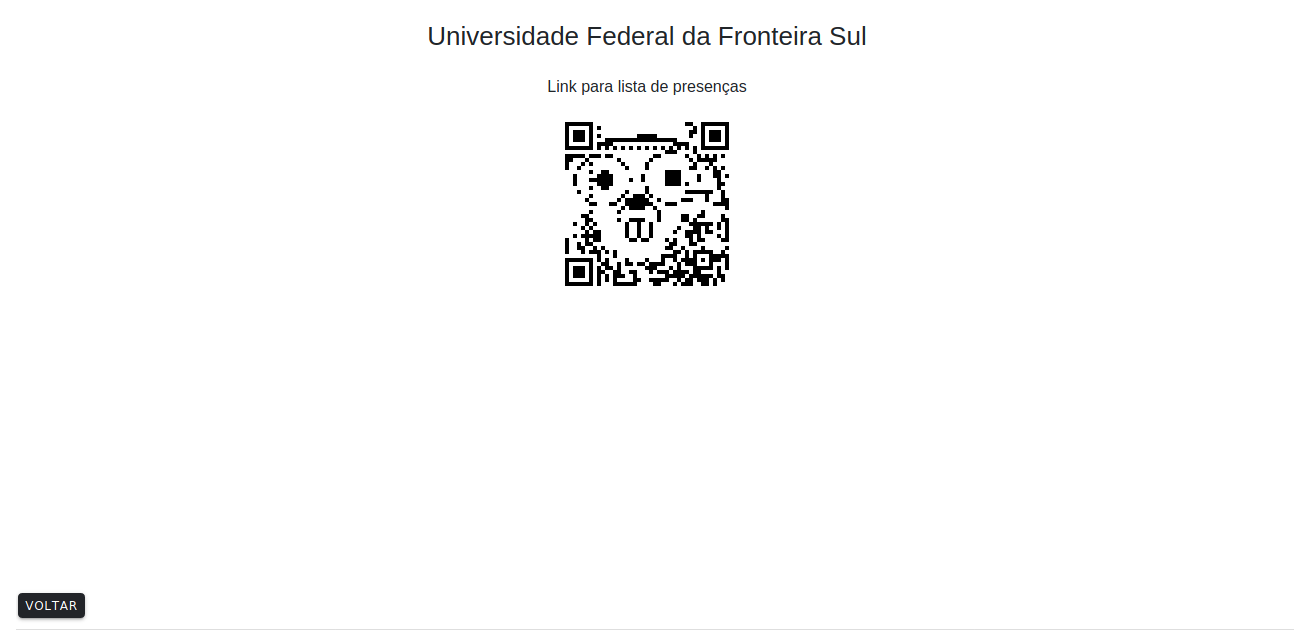 Universidade Federal da Fronteira Sul
Link para lista de presenças
VOLTAR